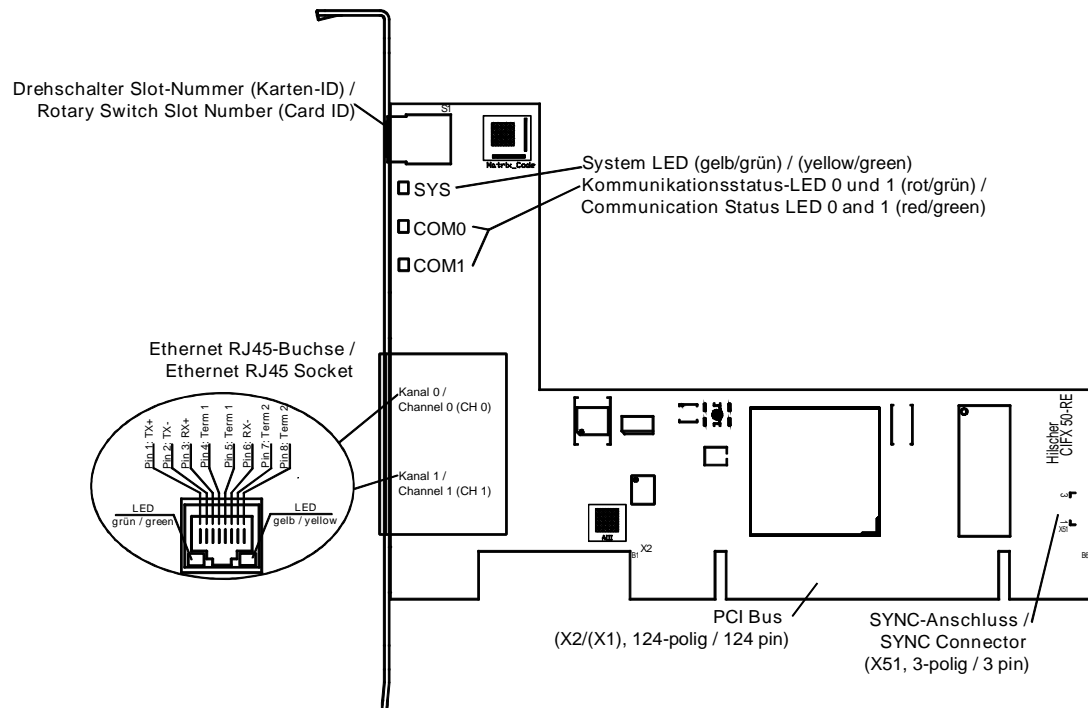 Drehschalter Slot-Nummer (Karten-ID) /
Rotary Switch Slot Number (Card ID)
S1
Matrix_Code
System LED (gelb/grün) / (yellow/green)
Kommunikationsstatus-LED 0 und 1 (rot/grün) /
Communication Status LED 0 and 1 (red/green)
SYS
COM0
COM1
Ethernet RJ45-Buchse /
Ethernet RJ45 Socket
Kanal 0 /
Channel 0 (CH 0)
Kanal 1 /
Channel 1 (CH 1)
Pin 1: TX+
Pin 2: TX-
Pin 3: RX+
Pin 4: Term 1
Pin 5: Term 1
Pin 6: RX-
Pin 7: Term 2
Pin 8: Term 2
LED
grün / green
LED
gelb / yellow
Hilscher
CIFX 50-RE
3
1
X51
AOI
B1
X2
PCI Bus
(X2/(X1), 124-polig / 124 pin)
SYNC-Anschluss /
SYNC Connector
(X51, 3-polig / 3 pin)